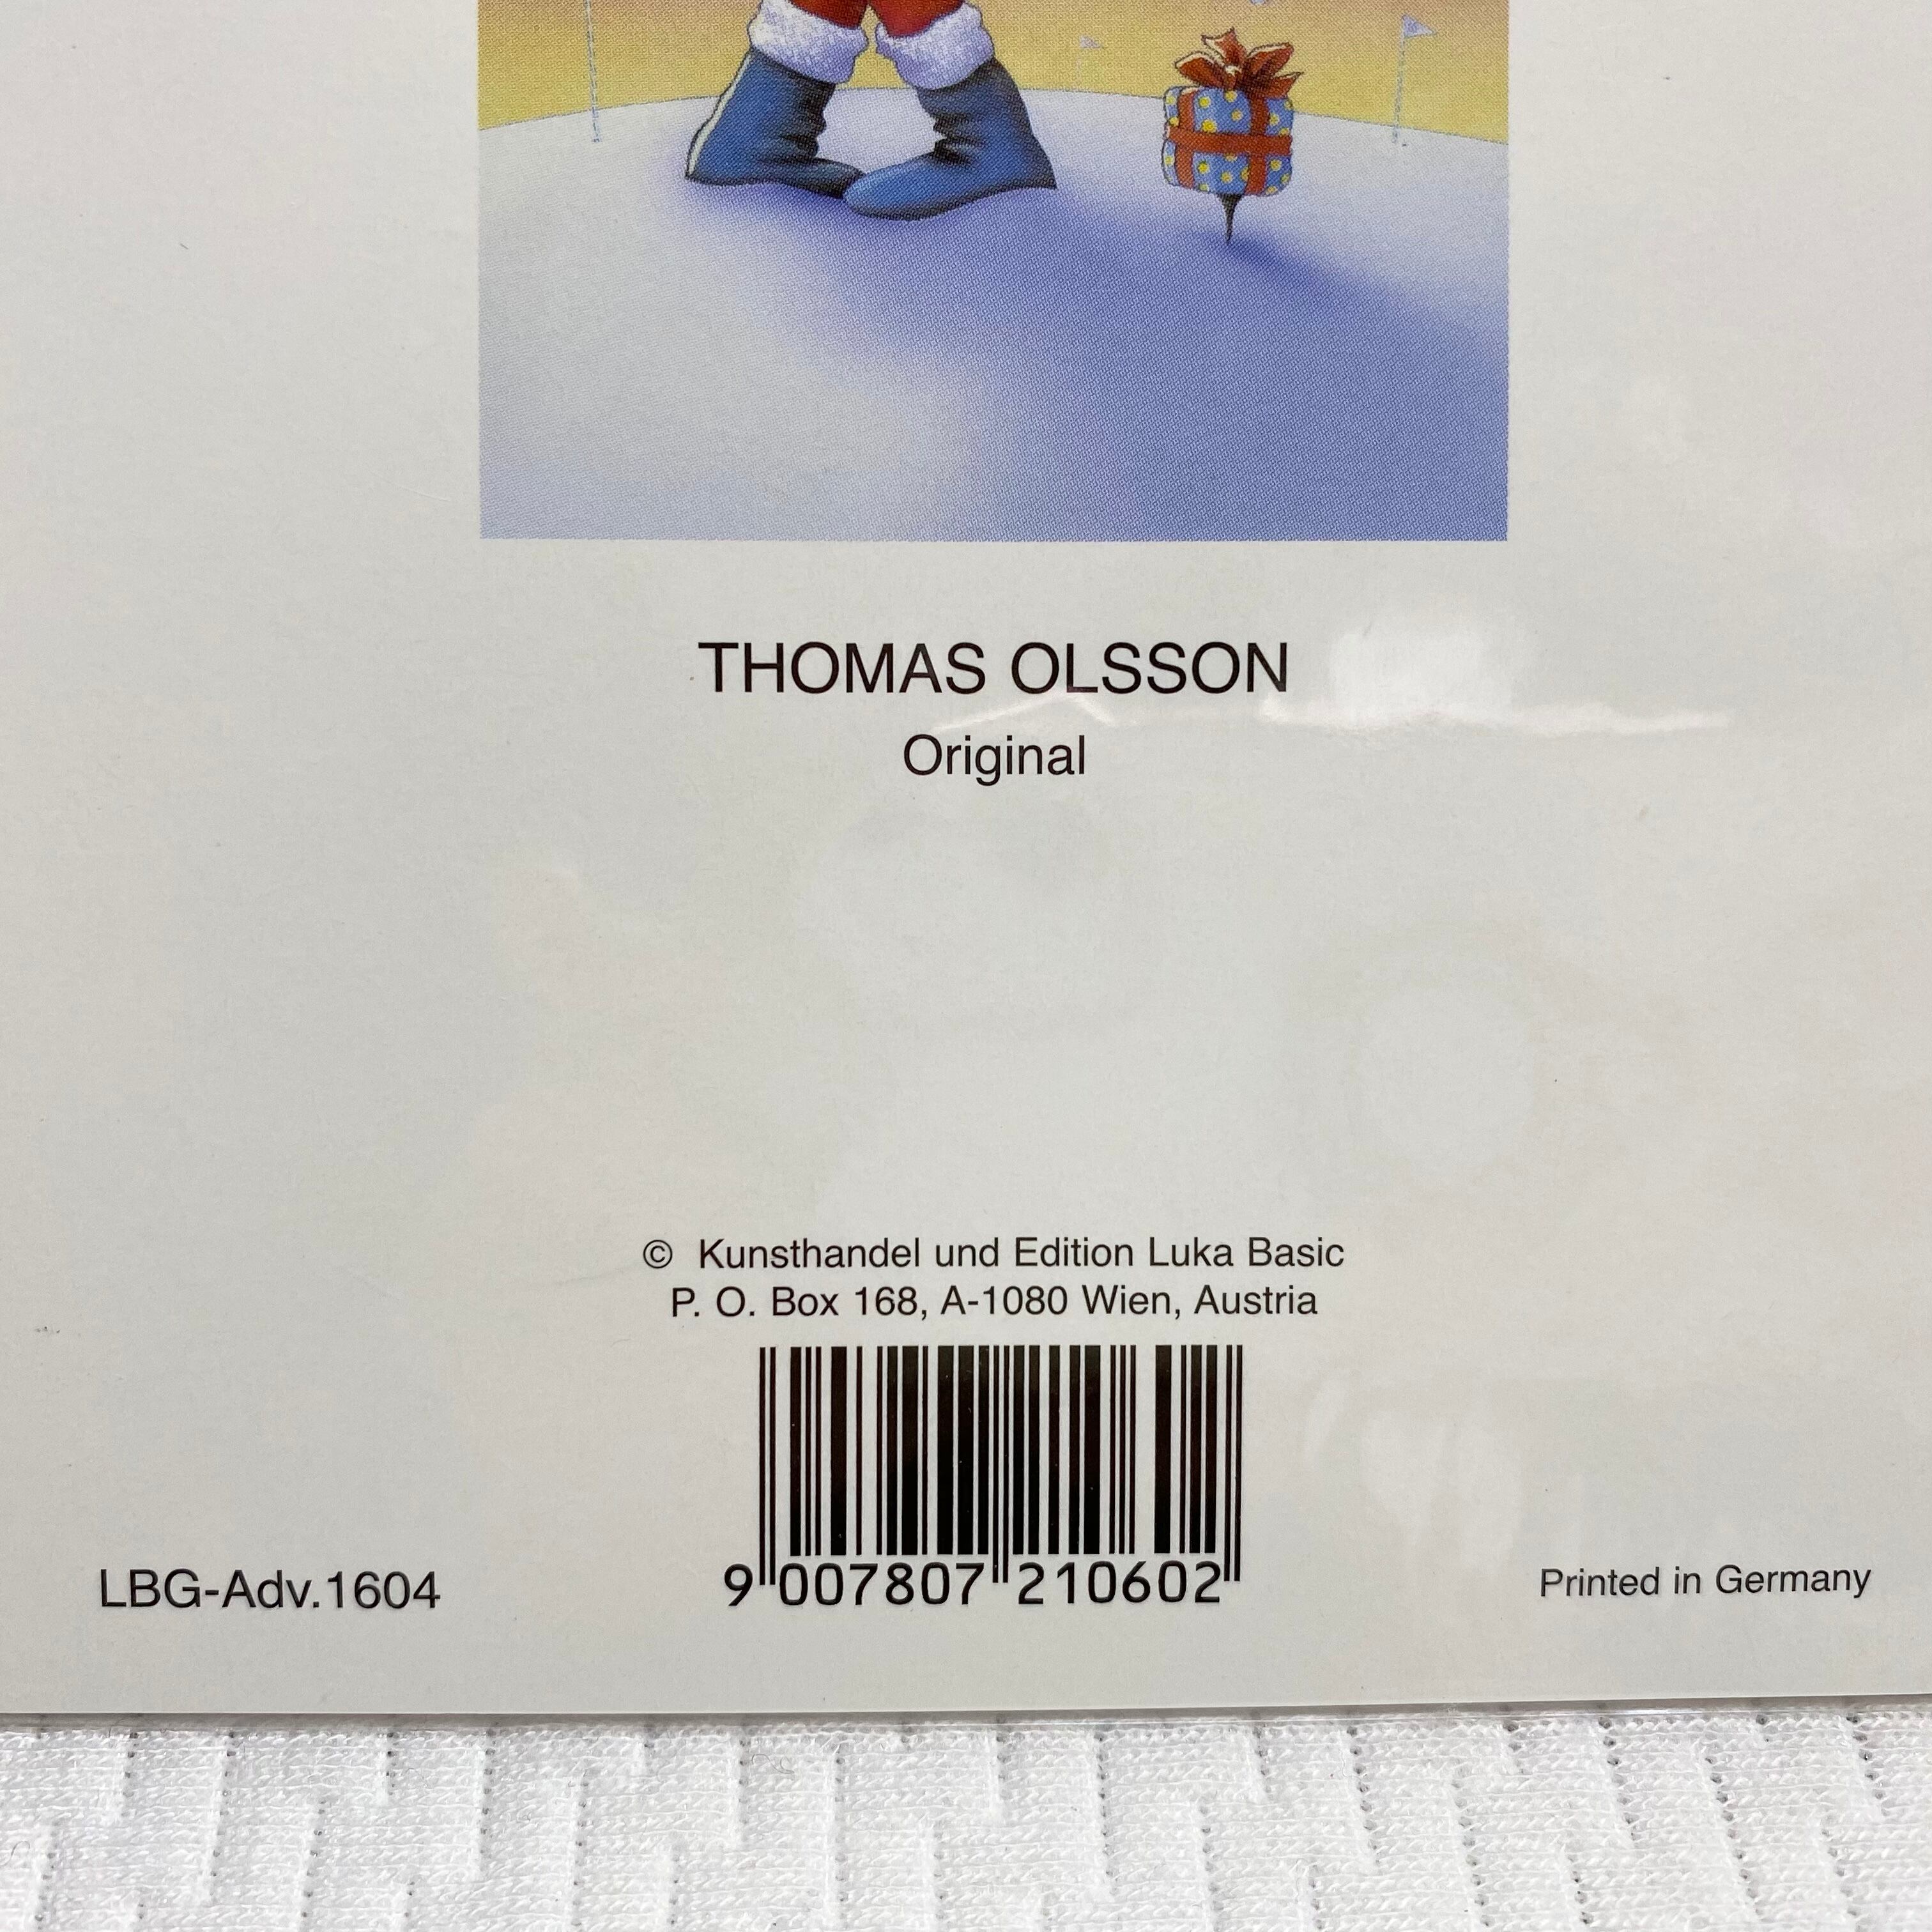 THOMAS OLSSON
Original
© Kunsthandel und Edition Luka Basic
P. O. Box 168, A-1080 Wien, Austria
LBG-Adv.1604
9 007807 210602
Printed in Germany